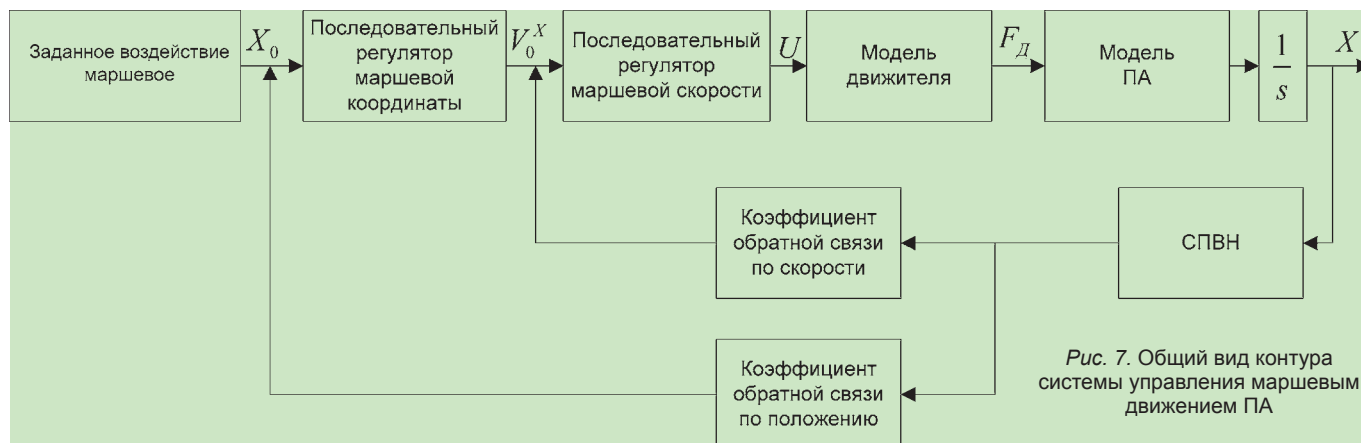 Заданное воздействие
маршевое
X₀
Последовательный
регулятор
маршевой
координаты
V₀ˣ
Последовательный
регулятор
маршевой скорости
U
Модель
движителя
F_Д
Модель
ПА
1
s
X
Коэффициент
обратной связи
по скорости
СПВН
Коэффициент
обратной связи
по положению
Рис. 7. Общий вид контура
системы управления маршевым
движением ПА